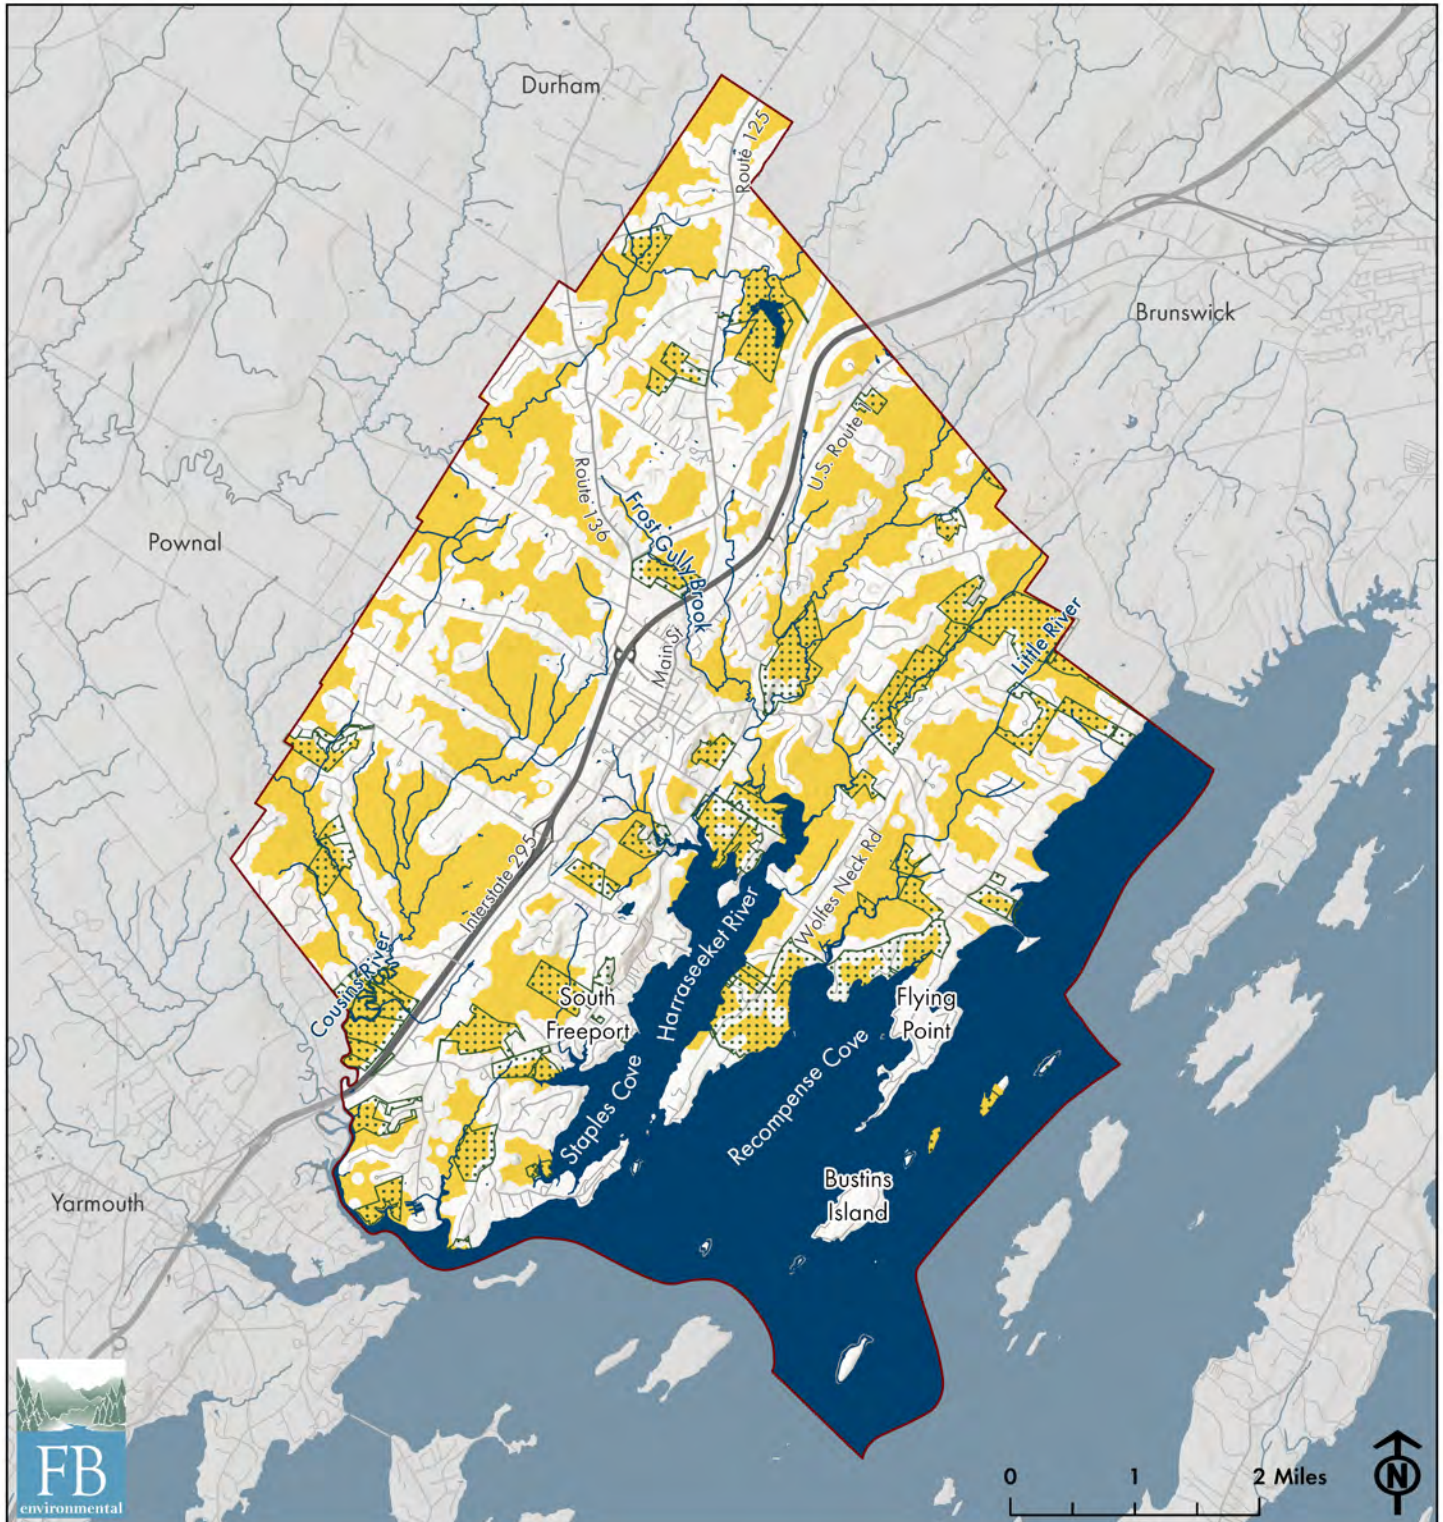 Durham
Route 125
Brunswick
U.S. Route 1
Route 136
Frost Gully Brook
Pownal
Main St
Little River
Interstate 295
Wolfes Neck Rd
Harraseeket River
Cousins River
South
Freeport
Flying
Point
Staples Cove
Recompense Cove
Bustins
Island
Yarmouth
FB
environmental
0 1 2 Miles
N